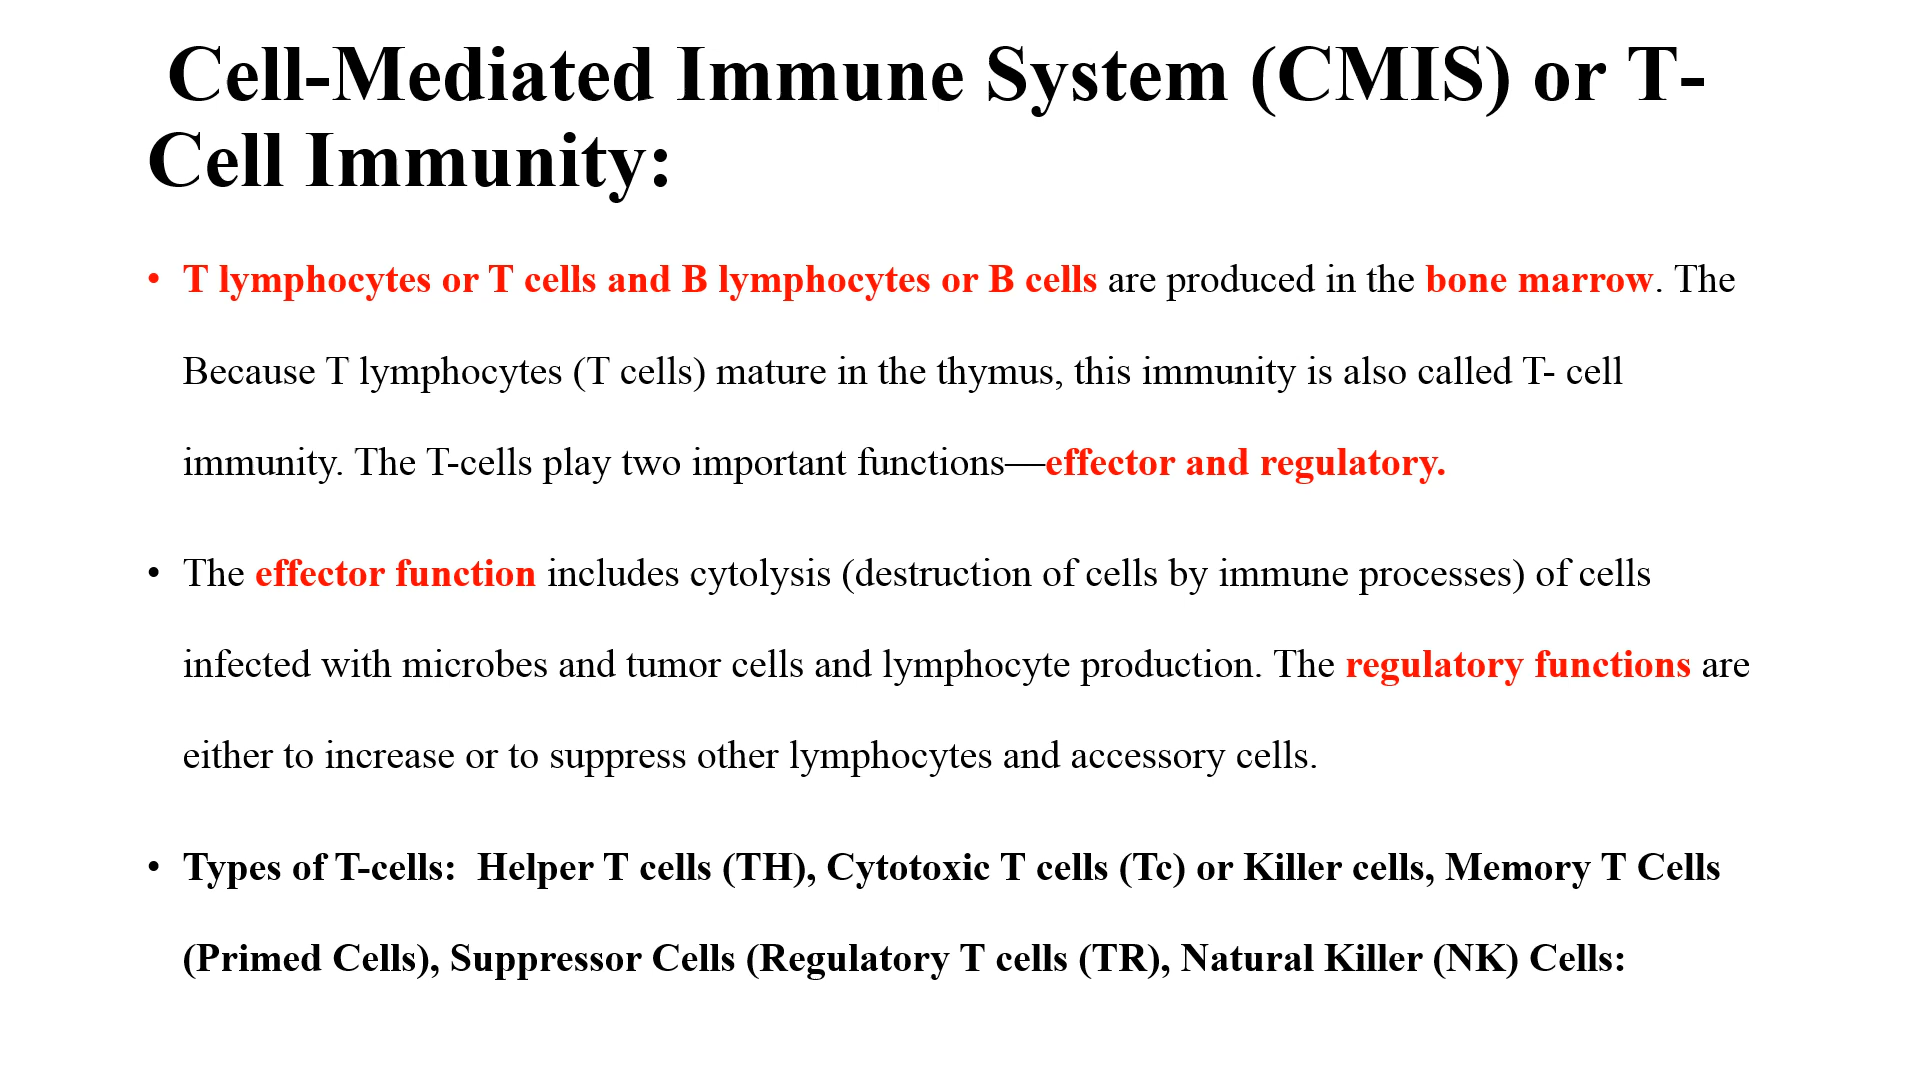 Cell-Mediated Immune System (CMIS) or T-
Cell Immunity:
• T lymphocytes or T cells and B lymphocytes or B cells are produced in the bone marrow. The
Because T lymphocytes (T cells) mature in the thymus, this immunity is also called T- cell
immunity. The T-cells play two important functions—effector and regulatory.
• The effector function includes cytolysis (destruction of cells by immune processes) of cells
infected with microbes and tumor cells and lymphocyte production. The regulatory functions are
either to increase or to suppress other lymphocytes and accessory cells.
• Types of T-cells:  Helper T cells (TH), Cytotoxic T cells (Tc) or Killer cells, Memory T Cells
(Primed Cells), Suppressor Cells (Regulatory T cells (TR), Natural Killer (NK) Cells: